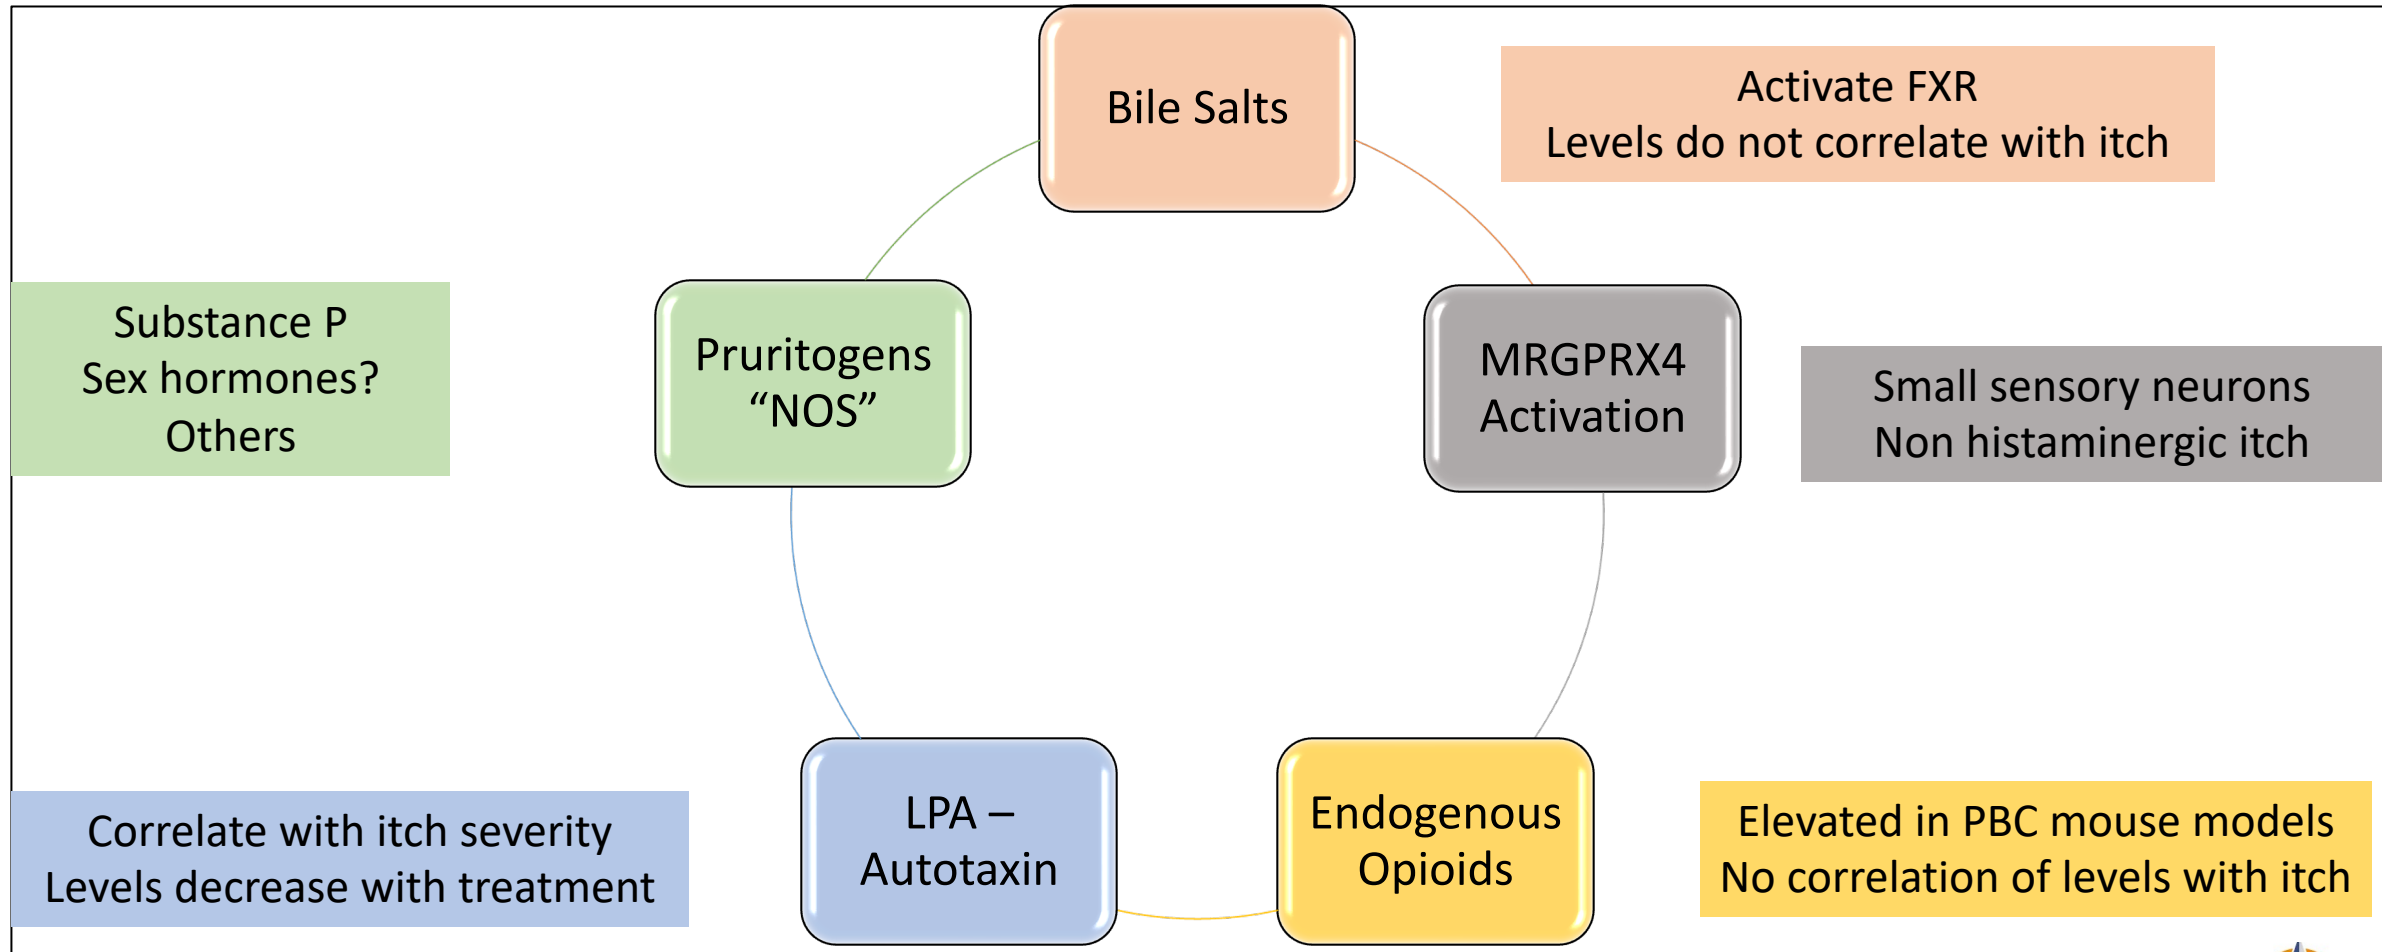 Bile Salts
Activate FXR
Levels do not correlate with itch
Substance P
Sex hormones?
Others
Pruritogens
“NOS”
MRGPRX4
Activation
Small sensory neurons
Non histaminergic itch
Correlate with itch severity
Levels decrease with treatment
LPA –
Autotaxin
Endogenous
Opioids
Elevated in PBC mouse models
No correlation of levels with itch